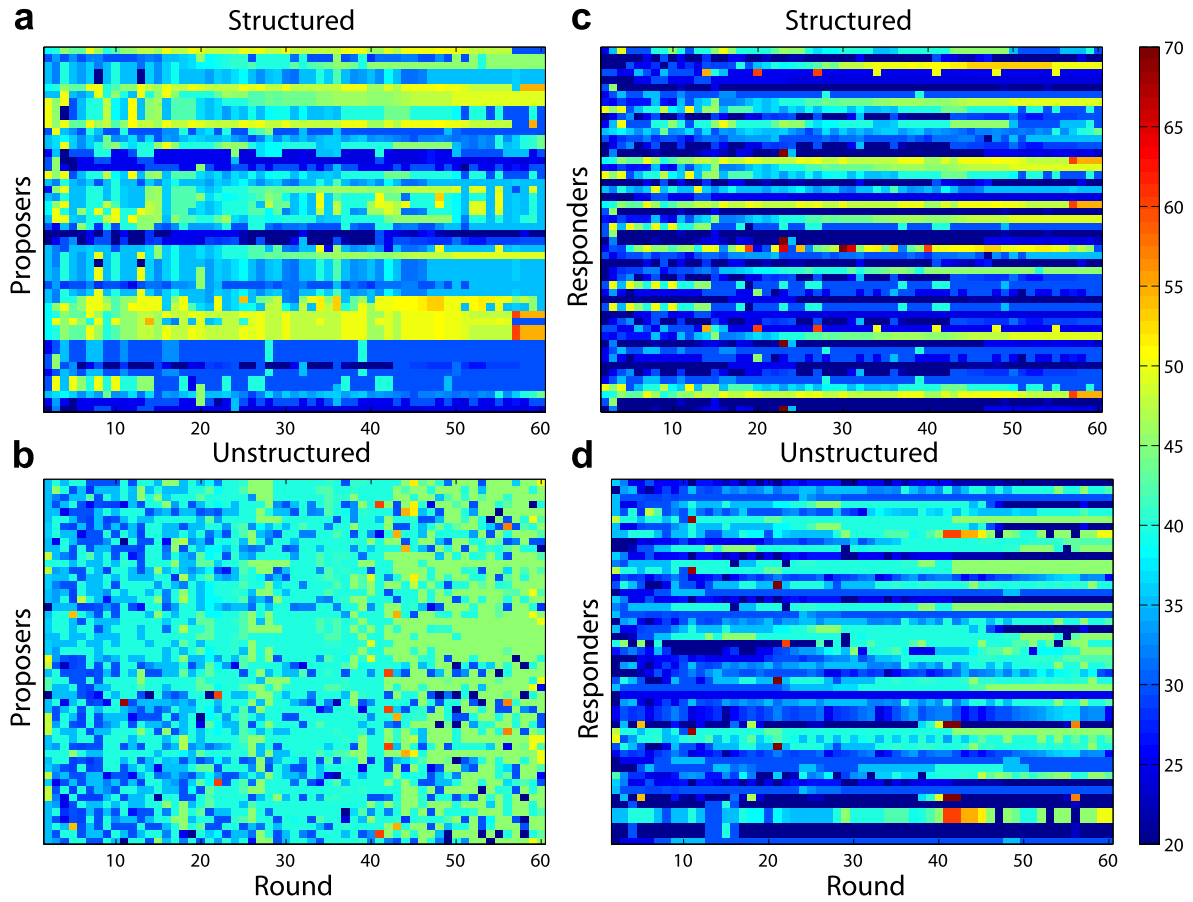 a Structured
Proposers
10 20 30 40 50 60
c Structured
Responders
10 20 30 40 50 60
b Unstructured
Proposers
10 20 30 40 50 60
Round
d Unstructured
Responders
10 20 30 40 50 60
Round
70
65
60
55
50
45
40
35
30
25
20